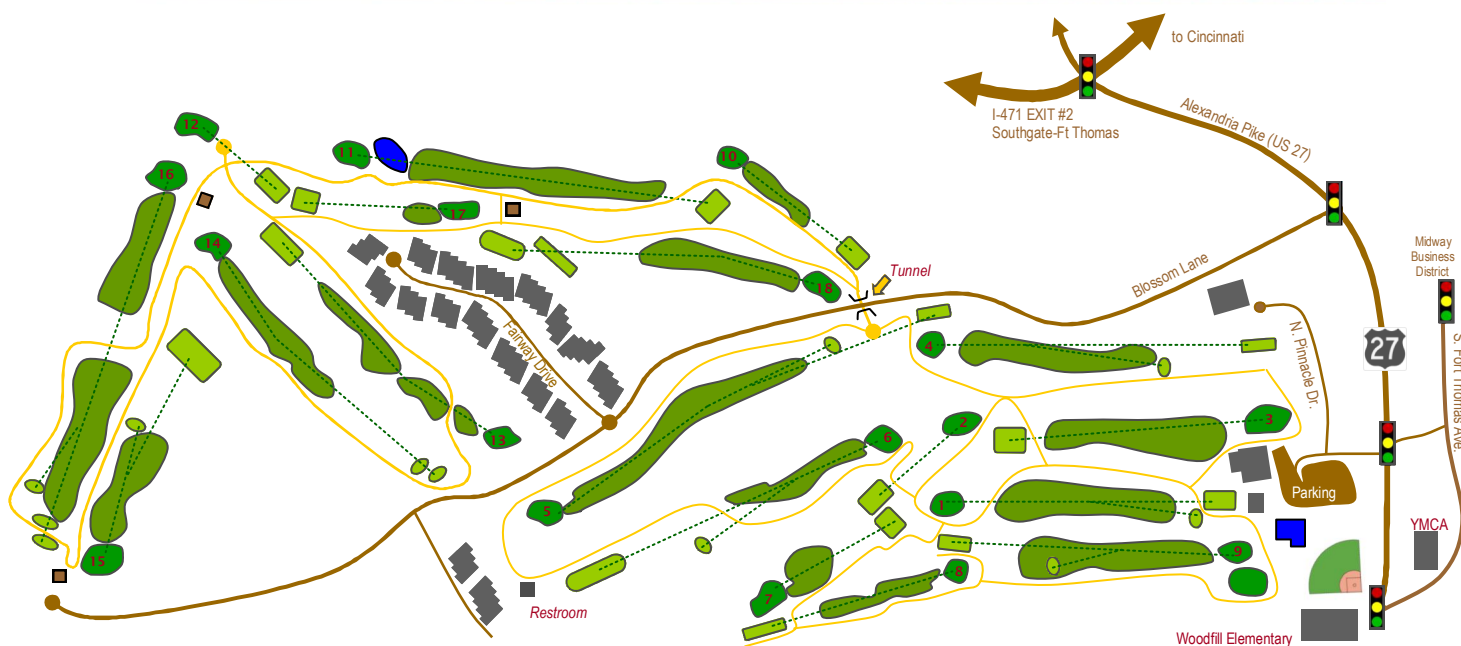 to Cincinnati
I-471 EXIT #2
Southgate-Ft Thomas
Alexandria Pike (US 27)
12
11
10
16
17
14
18
Tunnel
Midway
Business
District
Blossom Lane
Fairway Drive
4
27
N. Pinnacle Dr.
S. Fort Thomas Ave.
13
6
2
3
5
1
Parking
YMCA
15
9
8
7
Restroom
Woodfill Elementary